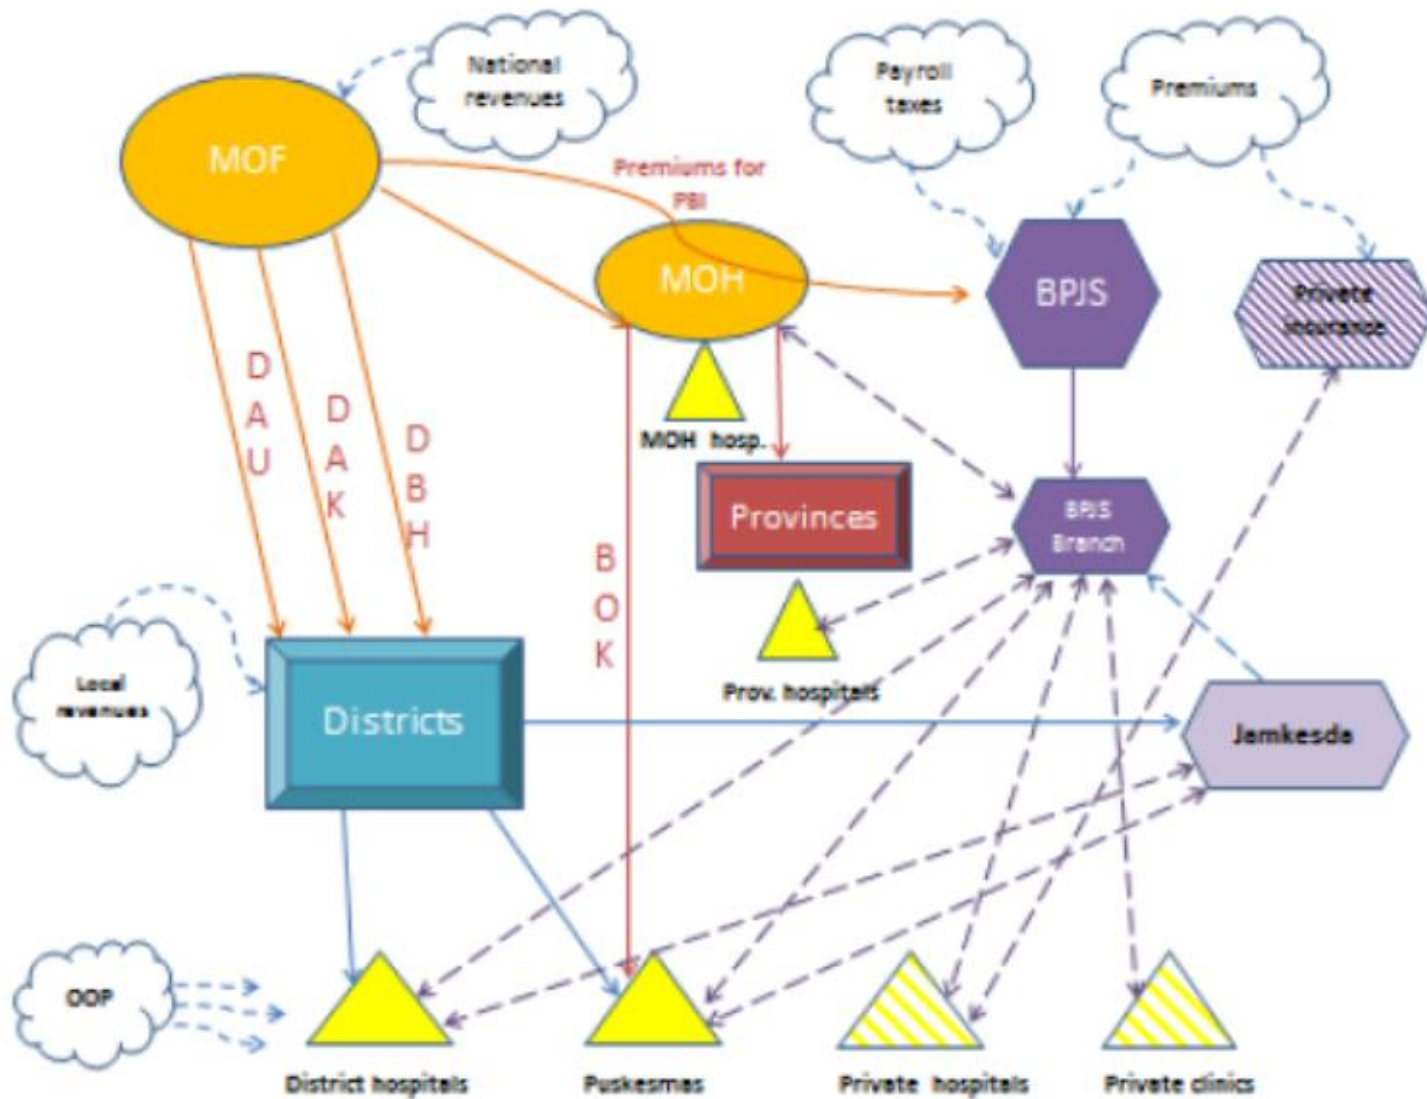 National
revenues
Payroll
taxes
Premiums
MOF
Premiums for
PBI
MOH
BPJS
Private
insurance
D
A
U
D
A
K
D
B
H
MOH hosp.
Provinces
BPJS
Branch
B
O
K
Prov. hospitals
Local
revenues
Districts
Jamkesda
OOP
District hospitals
Puskesmas
Private hospitals
Private clinics